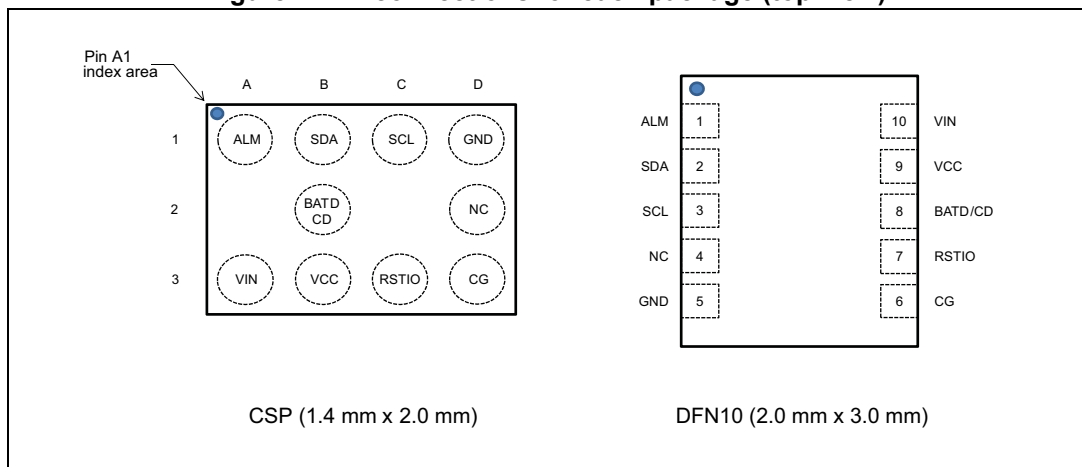 Pin A1
index area
A B C D
1 ALM SDA SCL GND
2 BATD CD NC
3 VIN VCC RSTIO CG
CSP (1.4 mm x 2.0 mm)
ALM 1 10 VIN
SDA 2 9 VCC
SCL 3 8 BATD/CD
NC 4 7 RSTIO
GND 5 6 CG
DFN10 (2.0 mm x 3.0 mm)